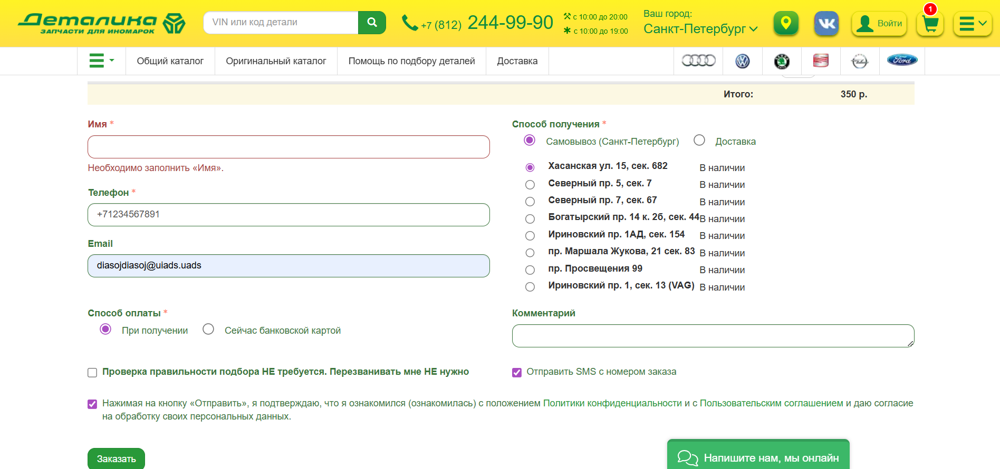 Деталика
ЗАПЧАСТИ ДЛЯ ИНОМАРОК
VIN или код детали
+7 (812) 244-99-90
с 10:00 до 20:00
с 10:00 до 19:00
Ваш город:
Санкт-Петербург
Войти
1
Общий каталог
Оригинальный каталог
Помощь по подбору деталей
Доставка
Ford
Итого: 350 р.
Имя *
Необходимо заполнить «Имя».
Телефон *
+71234567891
Email
diasojdiasoj@uiads.uads
Способ получения *
Самовывоз (Санкт-Петербург) Доставка
Хасанская ул. 15, сек. 682 В наличии
Северный пр. 5, сек. 7 В наличии
Северный пр. 7, сек. 67 В наличии
Богатырский пр. 14 к. 2б, сек. 44 В наличии
Ириновский пр. 1АД, сек. 154 В наличии
пр. Маршала Жукова, 21 сек. 83 В наличии
пр. Просвещения 99 В наличии
Ириновский пр. 1, сек. 13 (VAG) В наличии
Способ оплаты *
При получении Сейчас банковской картой
Комментарий
Проверка правильности подбора НЕ требуется. Перезванивать мне НЕ нужно
Отправить SMS с номером заказа
Нажимая на кнопку «Отправить», я подтверждаю, что я ознакомился (ознакомилась) с положением Политики конфиденциальности и с Пользовательским соглашением и даю согласие
на обработку своих персональных данных.
Заказать
Напишите нам, мы онлайн